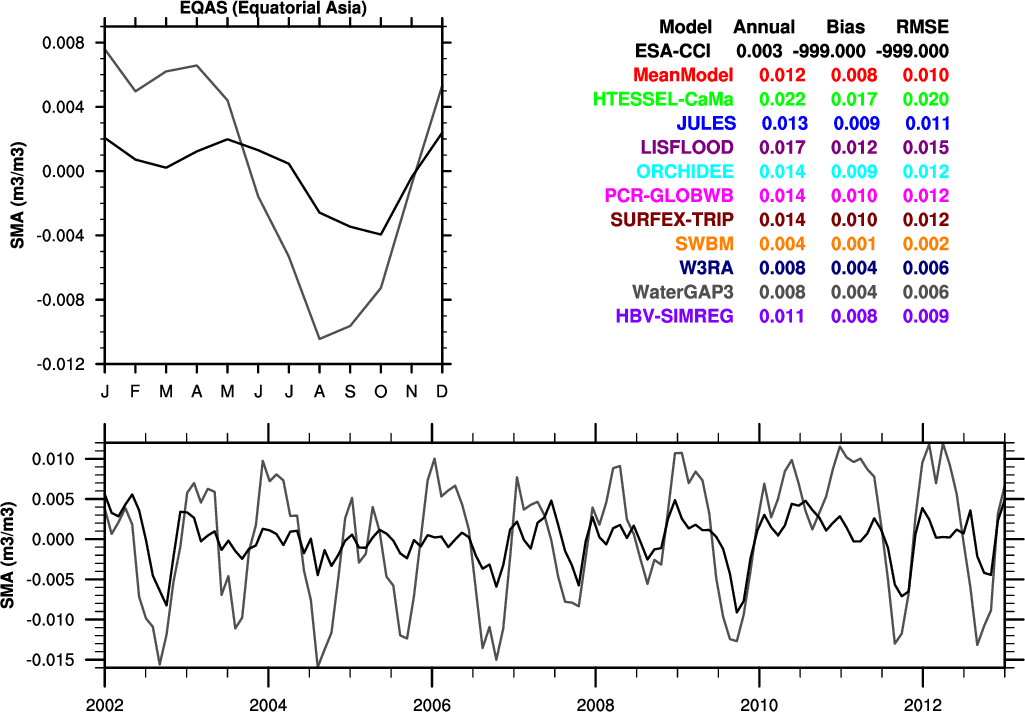 EQAS (Equatorial Asia)
SMA (m3/m3)
0.008
0.004
0.000
-0.004
-0.008
-0.012
J F M A M J J A S O N D
Model Annual Bias RMSE
ESA-CCI 0.003 -999.000 -999.000
MeanModel 0.012 0.008 0.010
HTESSEL-CaMa 0.022 0.017 0.020
JULES 0.013 0.009 0.011
LISFLOOD 0.017 0.012 0.015
ORCHIDEE 0.014 0.009 0.012
PCR-GLOBWB 0.014 0.010 0.012
SURFEX-TRIP 0.014 0.010 0.012
SWBM 0.004 0.001 0.002
W3RA 0.008 0.004 0.006
WaterGAP3 0.008 0.004 0.006
HBV-SIMREG 0.011 0.008 0.009
SMA (m3/m3)
0.010
0.005
0.000
-0.005
-0.010
-0.015
2002 2004 2006 2008 2010 2012